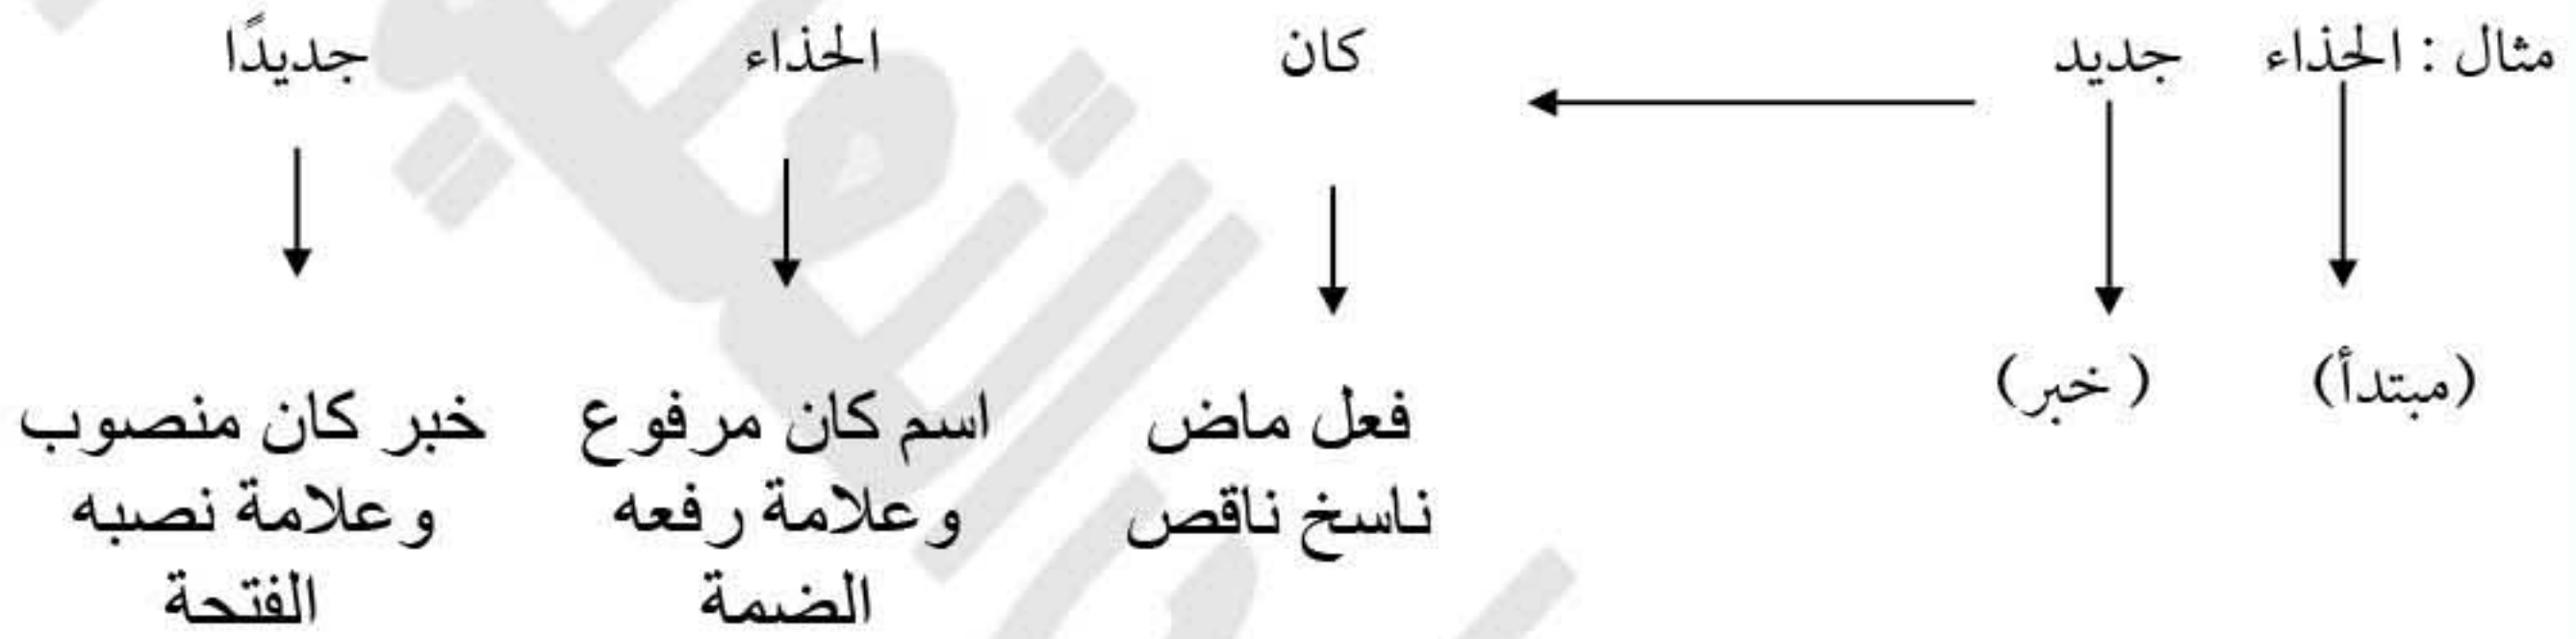 مثال : الحذاء جديد كان الحذاء جديدًا
(مبتدأ) (خبر)
فعل ماض
ناسخ ناقص
اسم كان مرفوع
وعلامة رفعه
الضمة
خبر كان منصوب
وعلامة نصبه
الفتحة